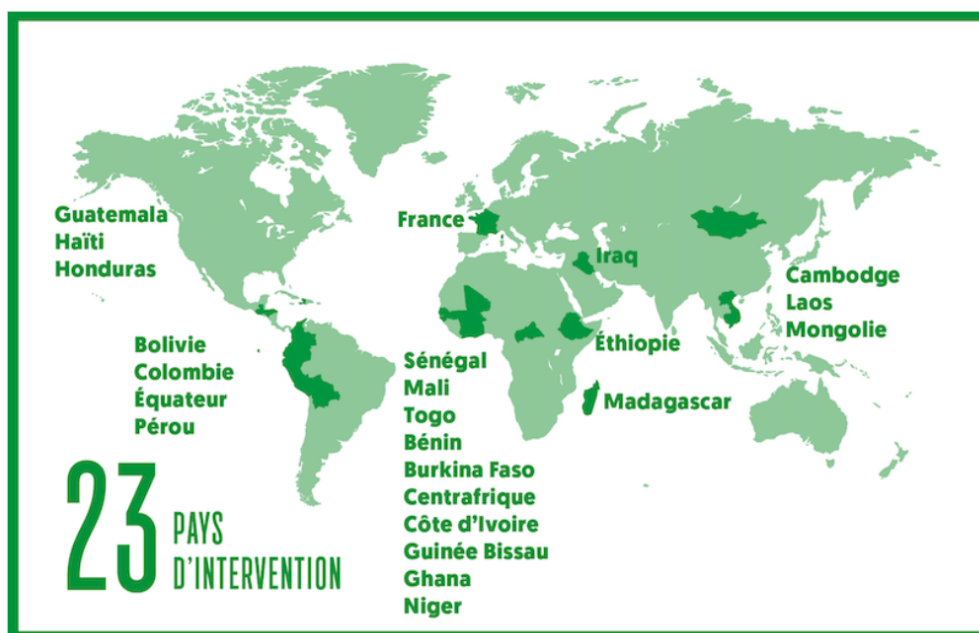 Guatemala
Haïti
Honduras
France
Iraq
Cambodge
Laos
Mongolie
Bolivie
Colombie
Équateur
Pérou
Sénégal
Mali
Togo
Bénin
Burkina Faso
Centrafrique
Côte d'Ivoire
Guinée Bissau
Ghana
Niger
Éthiopie
Madagascar
23 PAYS
D'INTERVENTION